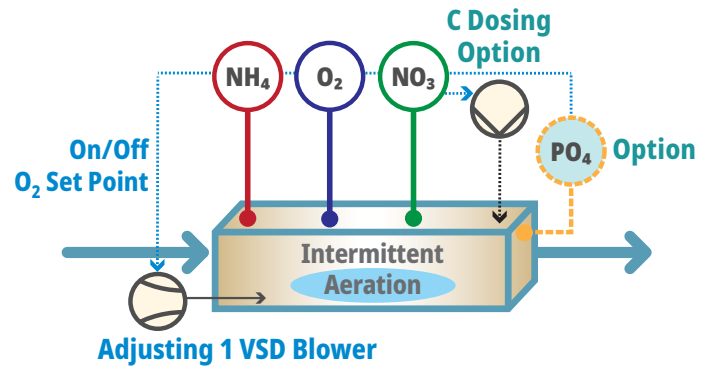 C Dosing
Option
NH₄
O₂
NO₃
PO₄
Option
On/Off
O₂ Set Point
Intermittent
Aeration
Adjusting 1 VSD Blower